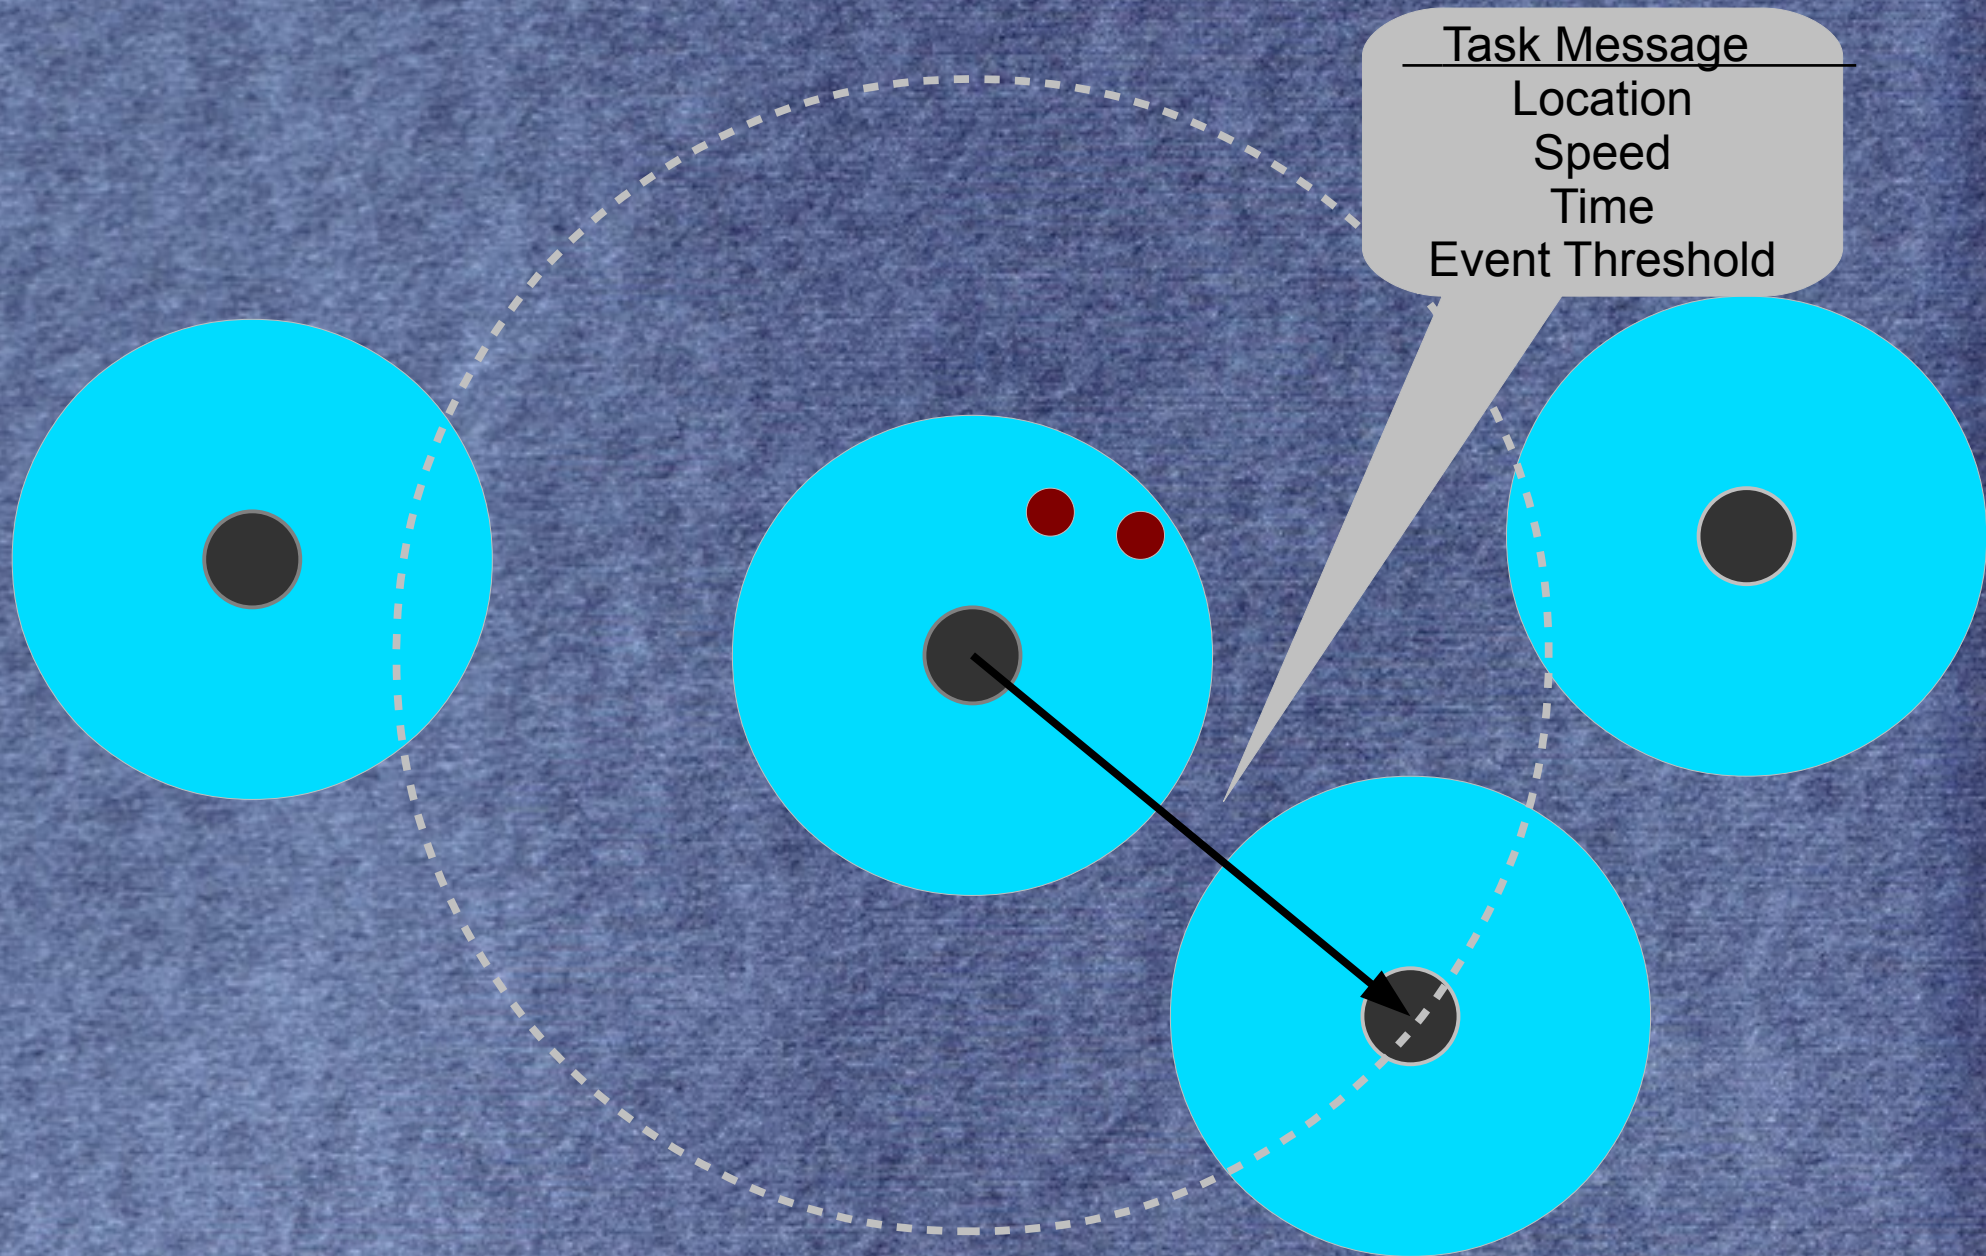 Task Message
Location
Speed
Time
Event Threshold